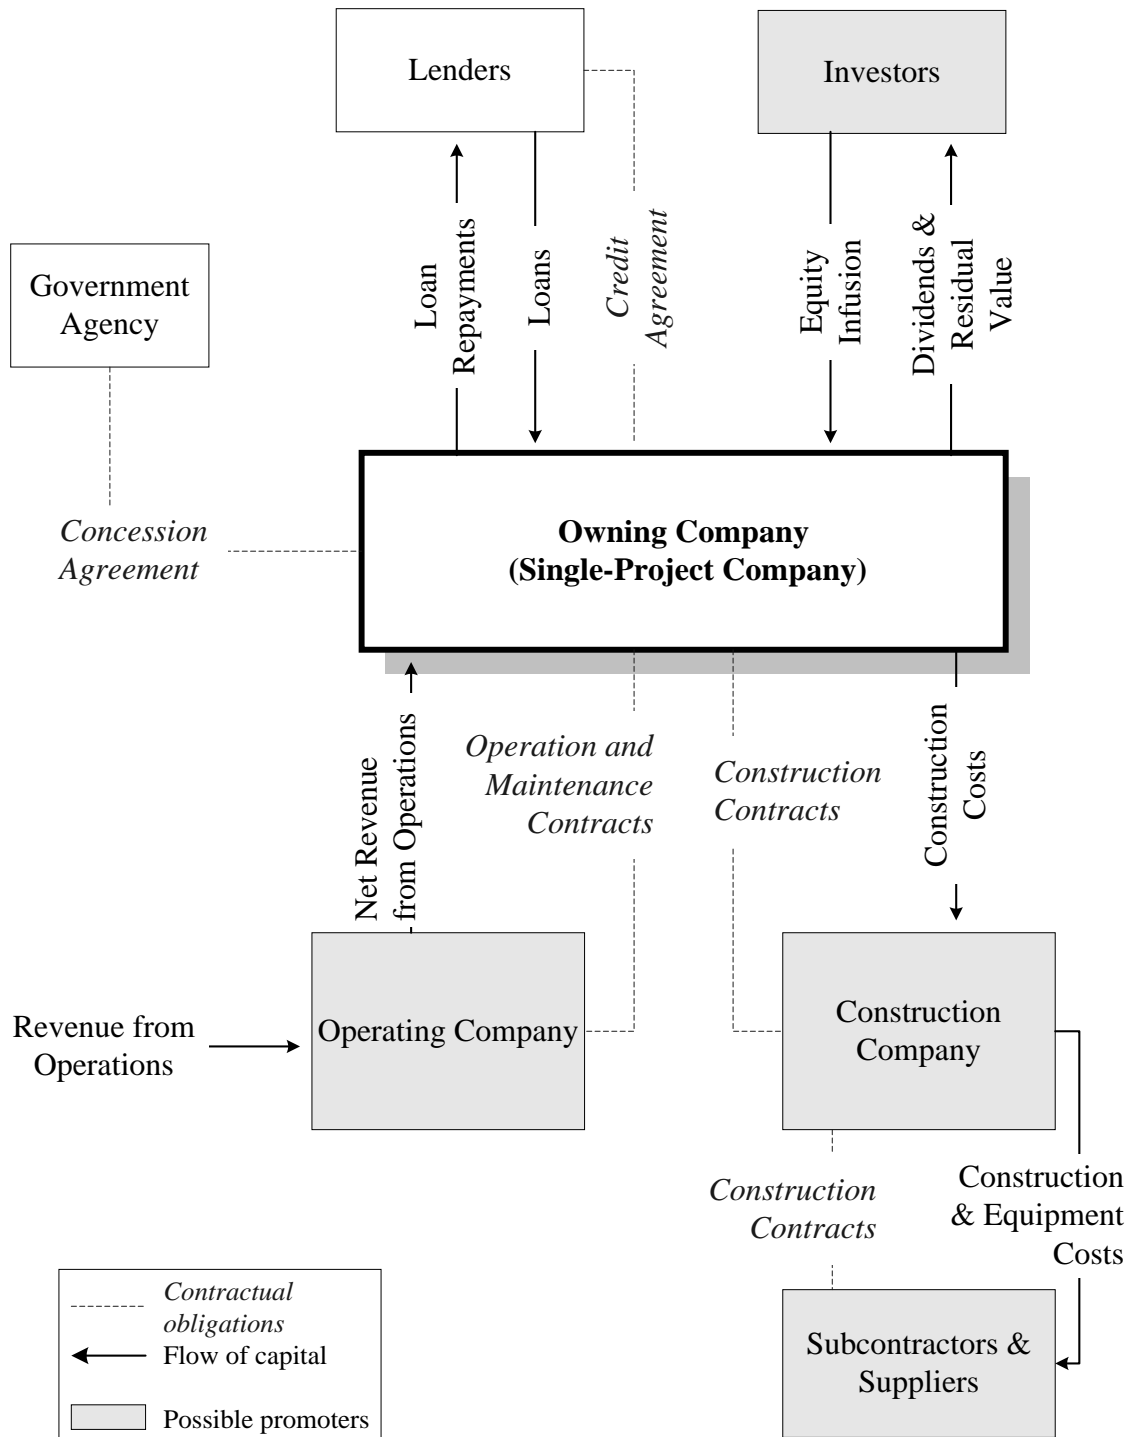 Lenders
Investors
Loan
Repayments
Loans
Credit
Agreement
Equity
Infusion
Dividends &
Residual
Value
Government
Agency
Concession
Agreement
Owning Company
(Single-Project Company)
Net Revenue
from Operations
Operation and
Maintenance
Contracts
Construction
Contracts
Construction
Costs
Revenue from
Operations
Operating Company
Construction
Company
Construction
Contracts
Construction
& Equipment
Costs
Subcontractors &
Suppliers
Contractual
obligations
Flow of capital
Possible promoters